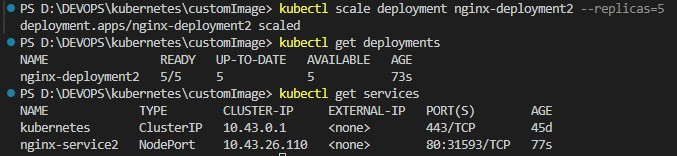 PS D:\DEVOPS\kubernetes\customImage> kubectl scale deployment nginx-deployment2 --replicas=5
deployment.apps/nginx-deployment2 scaled
PS D:\DEVOPS\kubernetes\customImage> kubectl get deployments
NAME READY UP-TO-DATE AVAILABLE AGE
nginx-deployment2 5/5 5 5 73s
PS D:\DEVOPS\kubernetes\customImage> kubectl get services
NAME TYPE CLUSTER-IP EXTERNAL-IP PORT(S) AGE
kubernetes ClusterIP 10.43.0.1 <none> 443/TCP 45d
nginx-service2 NodePort 10.43.26.110 <none> 80:31593/TCP 77s